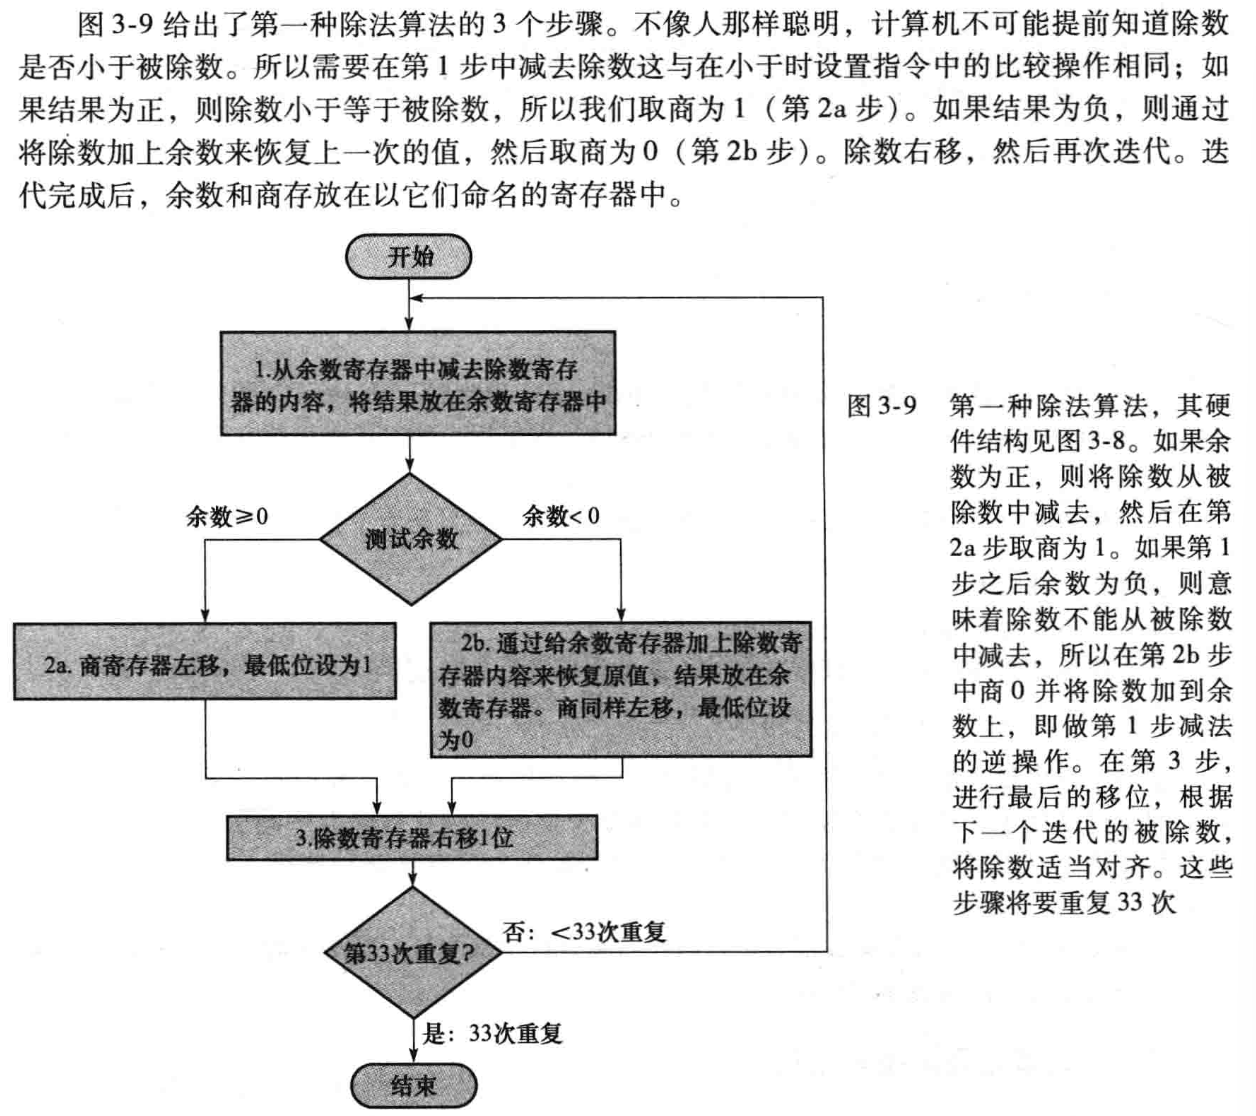 图 3-9 给出了第一种除法算法的 3 个步骤。不像人那样聪明，计算机不可能提前知道除数
是否小于被除数。所以需要在第 1 步中减去除数这与在小于时设置指令中的比较操作相同；如
果结果为正，则除数小于等于被除数，所以我们取商为 1（第 2a 步）。如果结果为负，则通过
将除数加上余数来恢复上一次的值，然后取商为 0（第 2b 步）。除数右移，然后再次迭代。迭
代完成后，余数和商存放在以它们命名的寄存器中。
开始
1.从余数寄存器中减去除数寄存
器的内容，将结果放在余数寄存器中
余数≥0
余数< 0
测试余数
2a. 商寄存器左移，最低位设为1
2b. 通过给余数寄存器加上除数寄
存器内容来恢复原值，结果放在余
数寄存器。商同样左移，最低位设
为0
3.除数寄存器右移1位
否：<33次重复
第33次重复?
是：33次重复
结束
图 3-9 第一种除法算法，其硬
件结构见图 3-8。如果余
数为正，则将除数从被
除数中减去，然后在第
2a 步取商为 1。如果第 1
步之后余数为负，则意
味着除数不能从被除数
中减去，所以在第 2b 步
中商 0 并将除数加到余
数上，即做第 1 步减法
的逆操作。在第 3 步，
进行最后的移位，根据
下一个迭代的被除数，
将除数适当对齐。这些
步骤将要重复 33 次